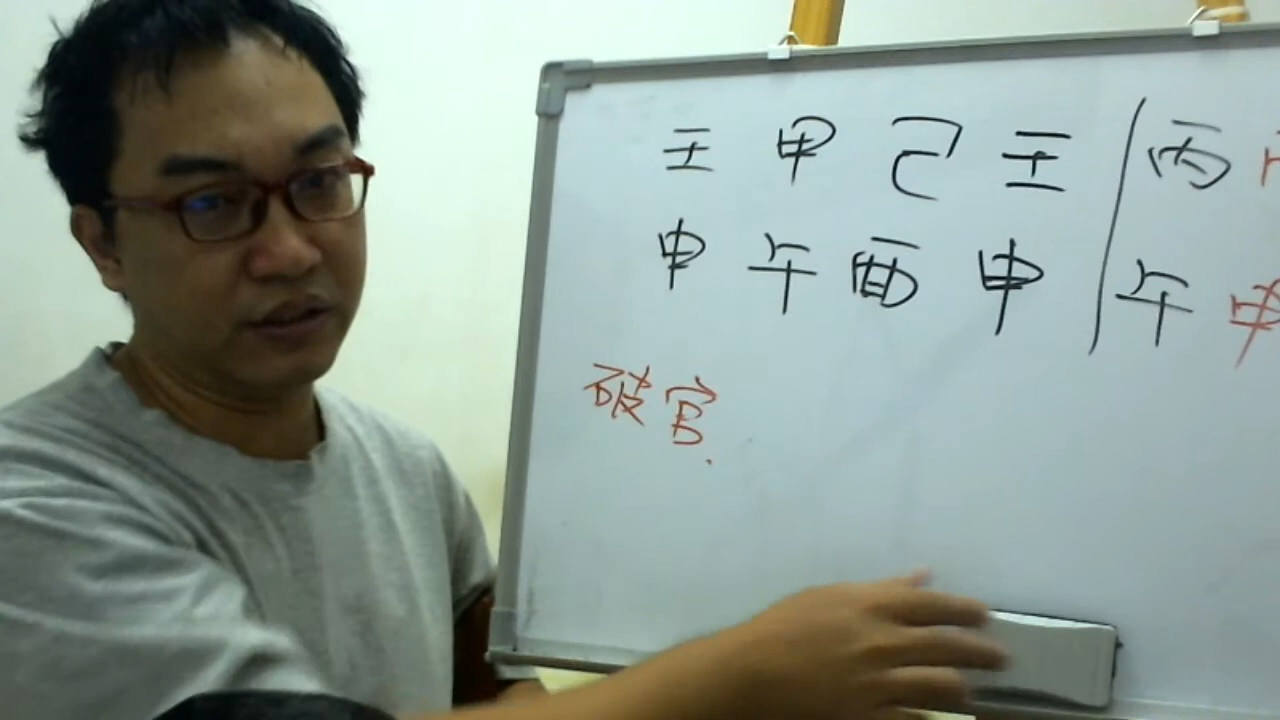 壬 甲 己 壬 丙
申 午 酉 申 午 申
破官